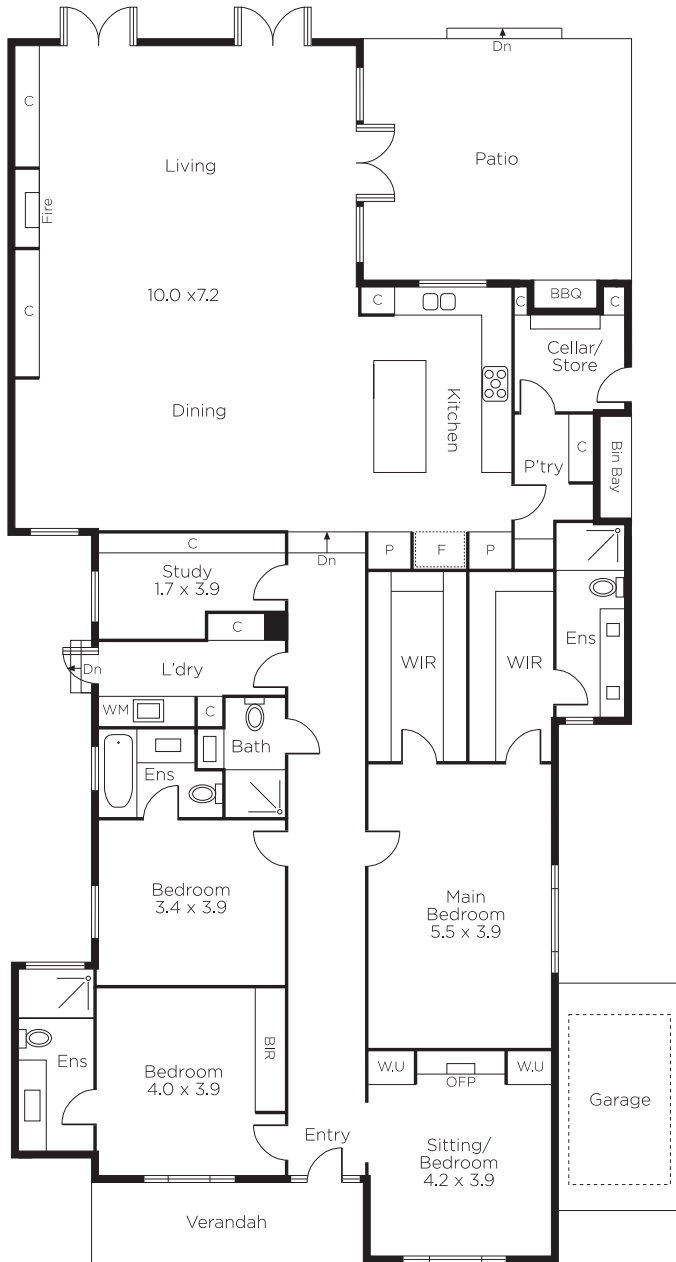 Dn
C
Living
Patio
Fire
10.0 x7.2
C
C
C
BBQ
C
Cellar/
Store
Kitchen
Dining
P'try
C
Bin Bay
C
Dn
P
F
P
Study
1.7 x 3.9
C
Ens
WIR
WIR
Dn
L'dry
WM
C
Bath
Ens
Bedroom
3.4 x 3.9
Main
Bedroom
5.5 x 3.9
Ens
Bedroom
4.0 x 3.9
BIR
W.U
OFP
W.U
Garage
Entry
Sitting/
Bedroom
4.2 x 3.9
Verandah